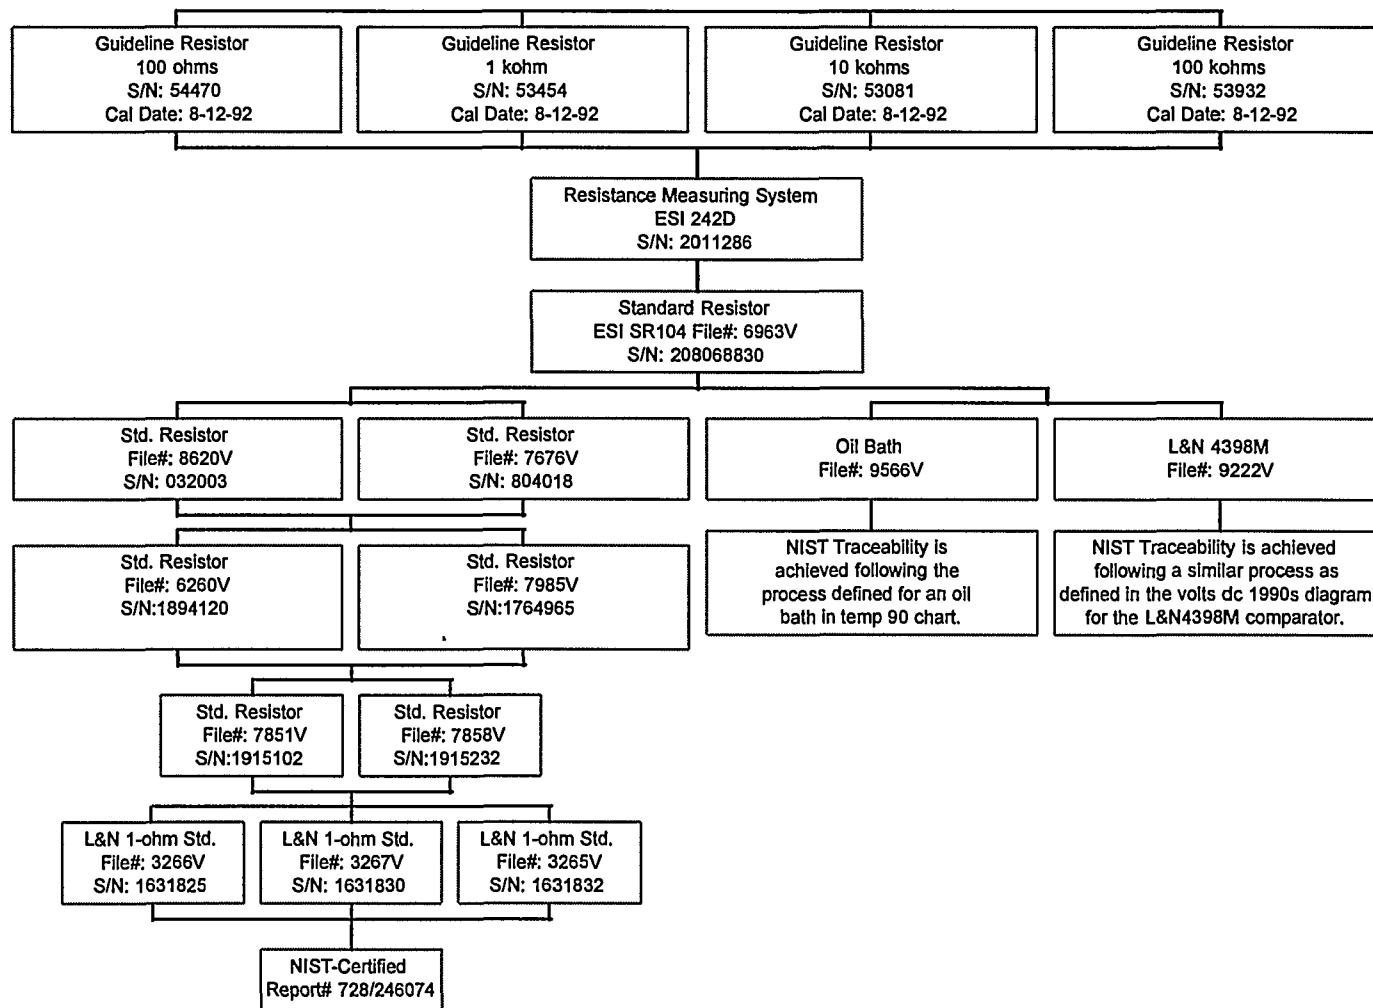 Guideline Resistor
100 ohms
S/N: 54470
Cal Date: 8-12-92
Guideline Resistor
1 kohm
S/N: 53454
Cal Date: 8-12-92
Guideline Resistor
10 kohms
S/N: 53081
Cal Date: 8-12-92
Guideline Resistor
100 kohms
S/N: 53932
Cal Date: 8-12-92
Resistance Measuring System
ESI 242D
S/N: 2011286
Standard Resistor
ESI SR104 File#: 6963V
S/N: 208068830
Std. Resistor
File#: 8620V
S/N: 032003
Std. Resistor
File#: 7676V
S/N: 804018
Oil Bath
File#: 9566V
L&N 4398M
File#: 9222V
Std. Resistor
File#: 6260V
S/N:1894120
Std. Resistor
File#: 7985V
S/N:1764965
NIST Traceability is
achieved following the
process defined for an oil
bath in temp 90 chart.
NIST Traceability is achieved
following a similar process as
defined in the volts dc 1990s diagram
for the L&N4398M comparator.
Std. Resistor
File#: 7851V
S/N:1915102
Std. Resistor
File#: 7858V
S/N:1915232
L&N 1-ohm Std.
File#: 3266V
S/N: 1631825
L&N 1-ohm Std.
File#: 3267V
S/N: 1631830
L&N 1-ohm Std.
File#: 3265V
S/N: 1631832
NIST-Certified
Report# 728/246074